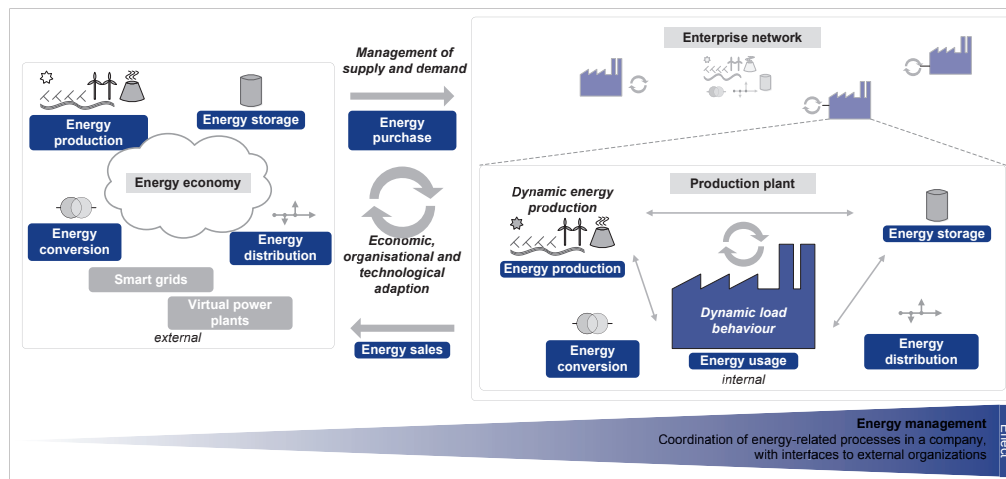 Energy
production
Energy storage
Energy economy
Energy
conversion
Energy
distribution
Smart grids
Virtual power
plants
external
Management of
supply and demand
Energy
purchase
Economic,
organisational and
technological
adaption
Energy sales
Enterprise network
Production plant
Dynamic energy
production
Energy production
Energy storage
Dynamic load
behaviour
Energy
conversion
Energy usage
internal
Energy
distribution
Energy management
Coordination of energy-related processes in a company,
with interfaces to external organizations
Effect